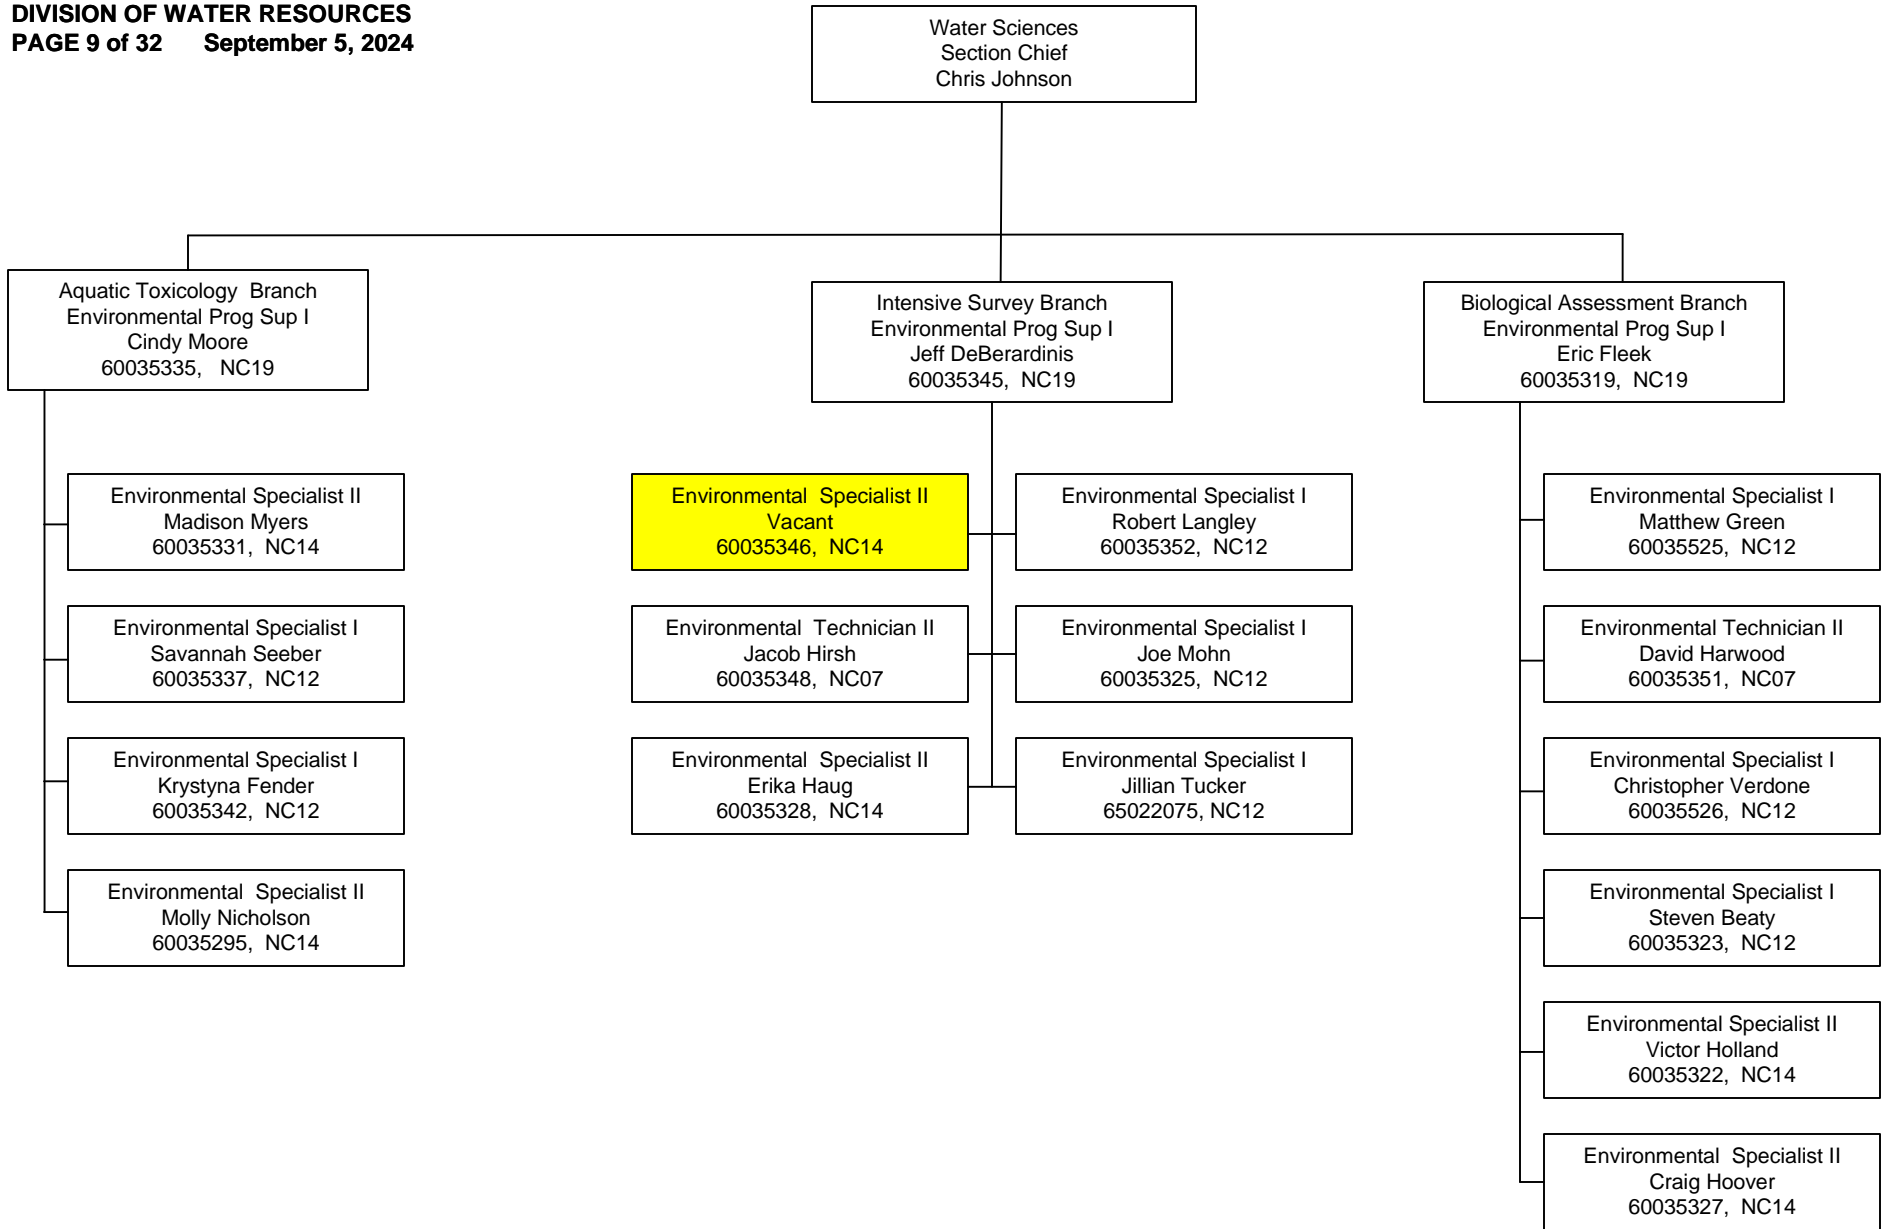 DIVISION OF WATER RESOURCES
PAGE 9 of 32 September 5, 2024
Water Sciences
Section Chief
Chris Johnson
Aquatic Toxicology Branch
Environmental Prog Sup I
Cindy Moore
60035335, NC19
Intensive Survey Branch
Environmental Prog Sup I
Jeff DeBerardinis
60035345, NC19
Biological Assessment Branch
Environmental Prog Sup I
Eric Fleek
60035319, NC19
Environmental Specialist II
Madison Myers
60035331, NC14
Environmental Specialist I
Savannah Seeber
60035337, NC12
Environmental Specialist I
Krystyna Fender
60035342, NC12
Environmental Specialist II
Molly Nicholson
60035295, NC14
Environmental Specialist II
Vacant
60035346, NC14
Environmental Technician II
Jacob Hirsh
60035348, NC07
Environmental Specialist II
Erika Haug
60035328, NC14
Environmental Specialist I
Robert Langley
60035352, NC12
Environmental Specialist I
Joe Mohn
60035325, NC12
Environmental Specialist I
Jillian Tucker
65022075, NC12
Environmental Specialist I
Matthew Green
60035525, NC12
Environmental Technician II
David Harwood
60035351, NC07
Environmental Specialist I
Christopher Verdone
60035526, NC12
Environmental Specialist I
Steven Beaty
60035323, NC12
Environmental Specialist II
Victor Holland
60035322, NC14
Environmental Specialist II
Craig Hoover
60035327, NC14